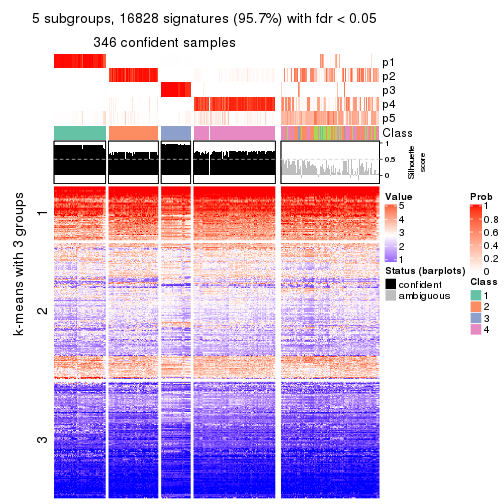 5 subgroups, 16828 signatures (95.7%) with fdr < 0.05
346 confident samples
p1
p2
p3
p4
p5
Class
1
0.5
0
Silhouette
score
k-means with 3 groups
1
2
3
Value
5
4
3
2
1
Status (barplots)
confident
ambiguous
Prob
1
0.8
0.6
0.4
0.2
0
Class
1
2
3
4